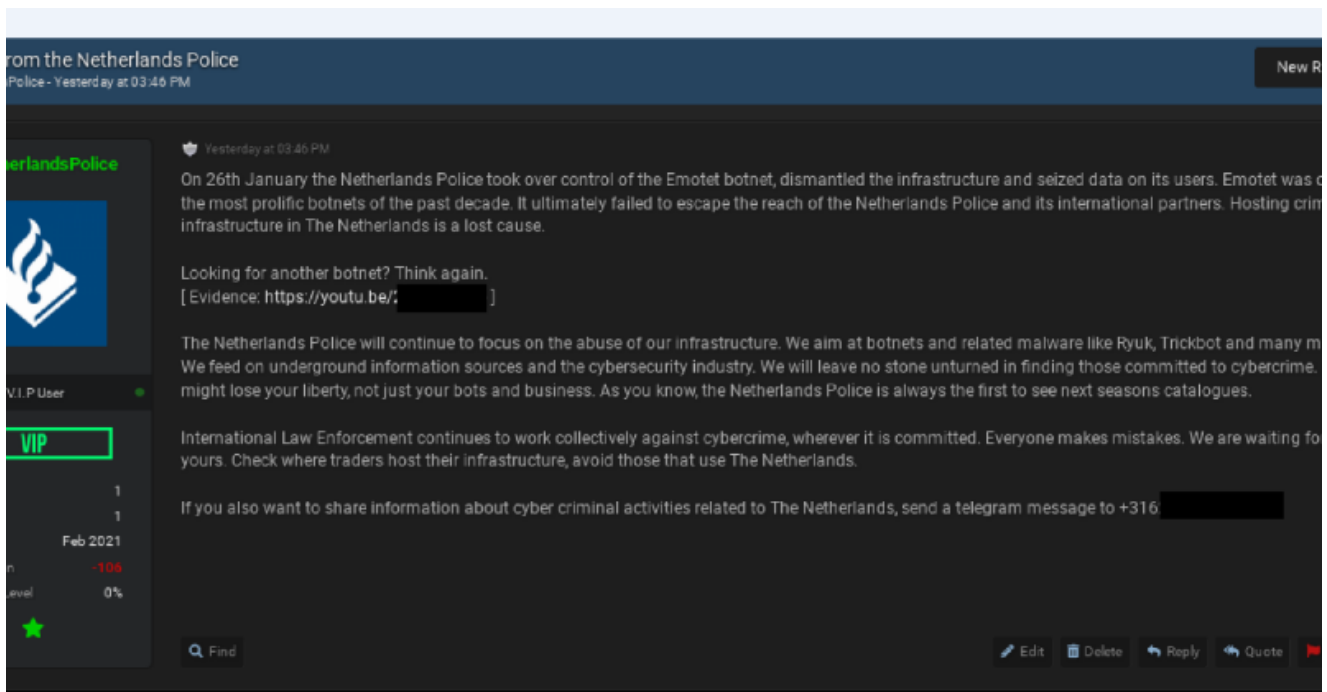 rom the Netherlands Police
Police - Yesterday at 03:46 PM
New R
Yesterday at 03:46 PM
erlandsPolice
On 26th January the Netherlands Police took over control of the Emotet botnet, dismantled the infrastructure and seized data on its users. Emotet was
the most prolific botnets of the past decade. It ultimately failed to escape the reach of the Netherlands Police and its international partners. Hosting crim
infrastructure in The Netherlands is a lost cause.
Looking for another botnet? Think again.
[ Evidence: https://youtu.be/ ]
The Netherlands Police will continue to focus on the abuse of our infrastructure. We aim at botnets and related malware like Ryuk, Trickbot and many m
We feed on underground information sources and the cybersecurity industry. We will leave no stone unturned in finding those committed to cybercrime.
might lose your liberty, not just your bots and business. As you know, the Netherlands Police is always the first to see next seasons catalogues.
V.I.P User
VIP
International Law Enforcement continues to work collectively against cybercrime, wherever it is committed. Everyone makes mistakes. We are waiting fo
yours. Check where traders host their infrastructure, avoid those that use The Netherlands.
1
1
If you also want to share information about cyber criminal activities related to The Netherlands, send a telegram message to +316
Feb 2021
n -106
Level 0%
Find
Edit Delete Reply Quote